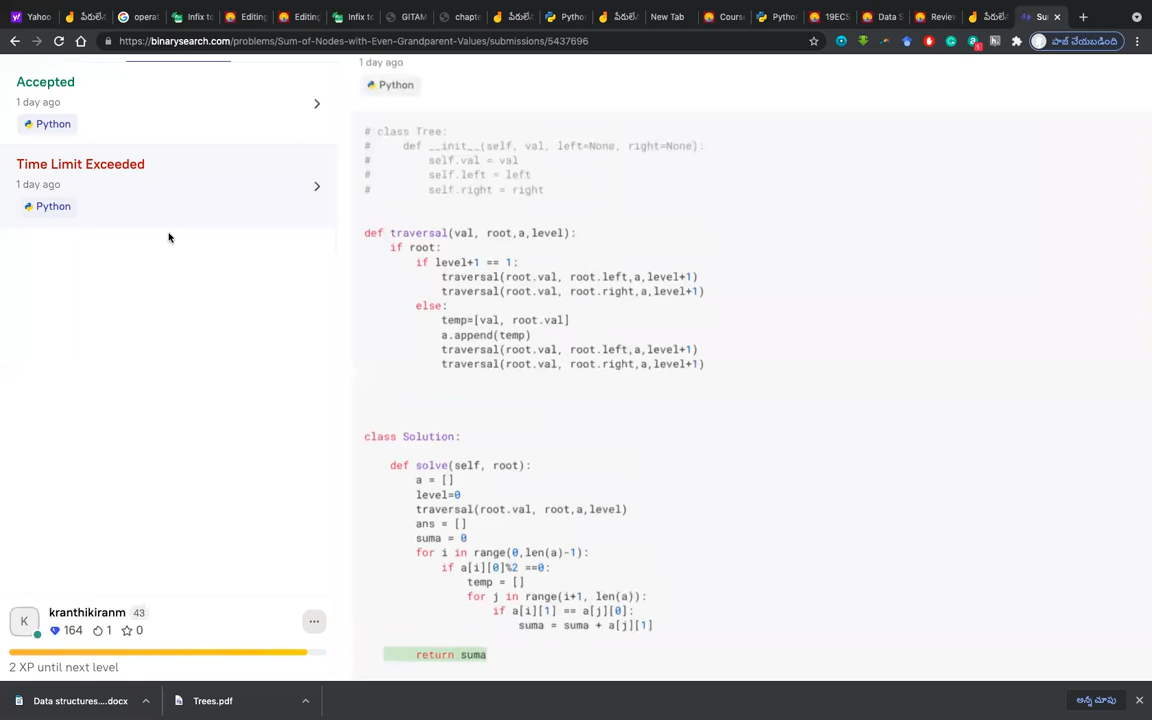 Yahoo
పేరులే
operat
Infix to
Editing
Editing
Infix to
GITAM
chapte
పేరులే
Pytho
పేరులే
New Tab
Cours
Pythor
19ECS
Data S
Review
పేరులే
Su
https://binarysearch.com/problems/Sum-of-Nodes-with-Even-Grandparent-Values/submissions/5437696
పాజ్ చేయబడింది
Accepted
1 day ago
Python
Time Limit Exceeded
1 day ago
Python
1 day ago
Python
# class Tree:
#     def __init__(self, val, left=None, right=None):
#         self.val = val
#         self.left = left
#         self.right = right
def traversal(val, root,a,level):
    if root:
        if level+1 == 1:
            traversal(root.val, root.left,a,level+1)
            traversal(root.val, root.right,a,level+1)
        else:
            temp=[val, root.val]
            a.append(temp)
            traversal(root.val, root.left,a,level+1)
            traversal(root.val, root.right,a,level+1)
class Solution:
    def solve(self, root):
        a = []
        level=0
        traversal(root.val, root,a,level)
        ans = []
        suma = 0
        for i in range(0,len(a)-1):
            if a[i][0]%2 ==0:
                temp = []
                for j in range(i+1, len(a)):
                    if a[i][1] == a[j][0]:
                        suma = suma + a[j][1]
        return suma
K
kranthikiranm 43
164 1 0
2 XP until next level
Data structures....docx
Trees.pdf
అన్నీ చూపు